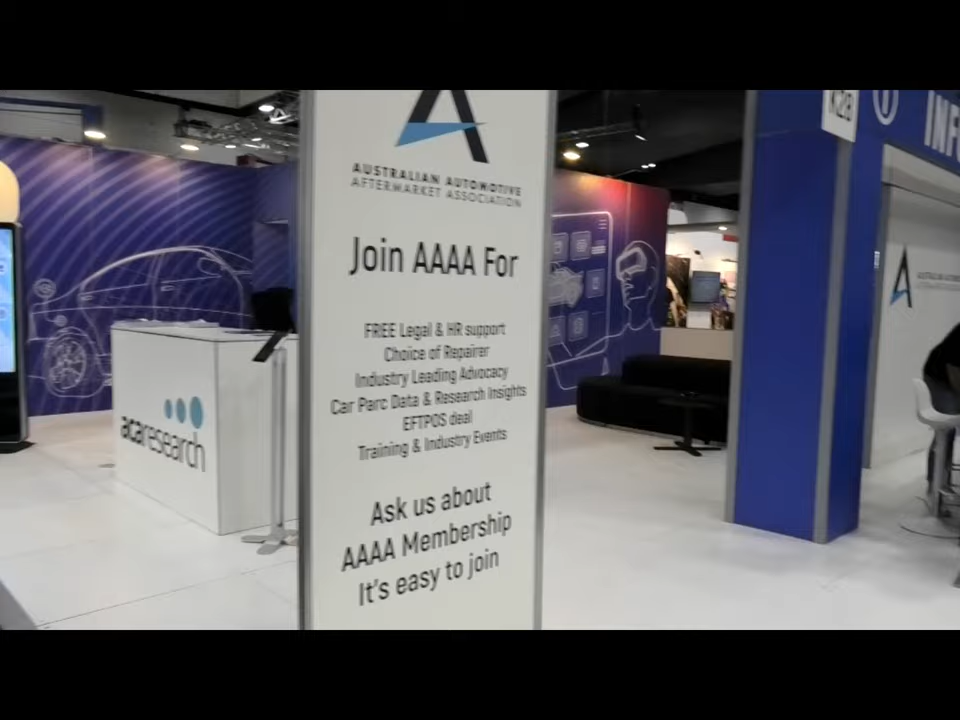 AUSTRALIAN AUTOMOTIVE
AFTERMARKET ASSOCIATION
Join AAAA For
FREE Legal & HR support
Choice of Repairer
Industry Leading Advocacy
Car Parc Data & Research Insights
EFTPOS deal
Training & Industry Events
Ask us about
AAAA Membership
It's easy to join
acaresearch